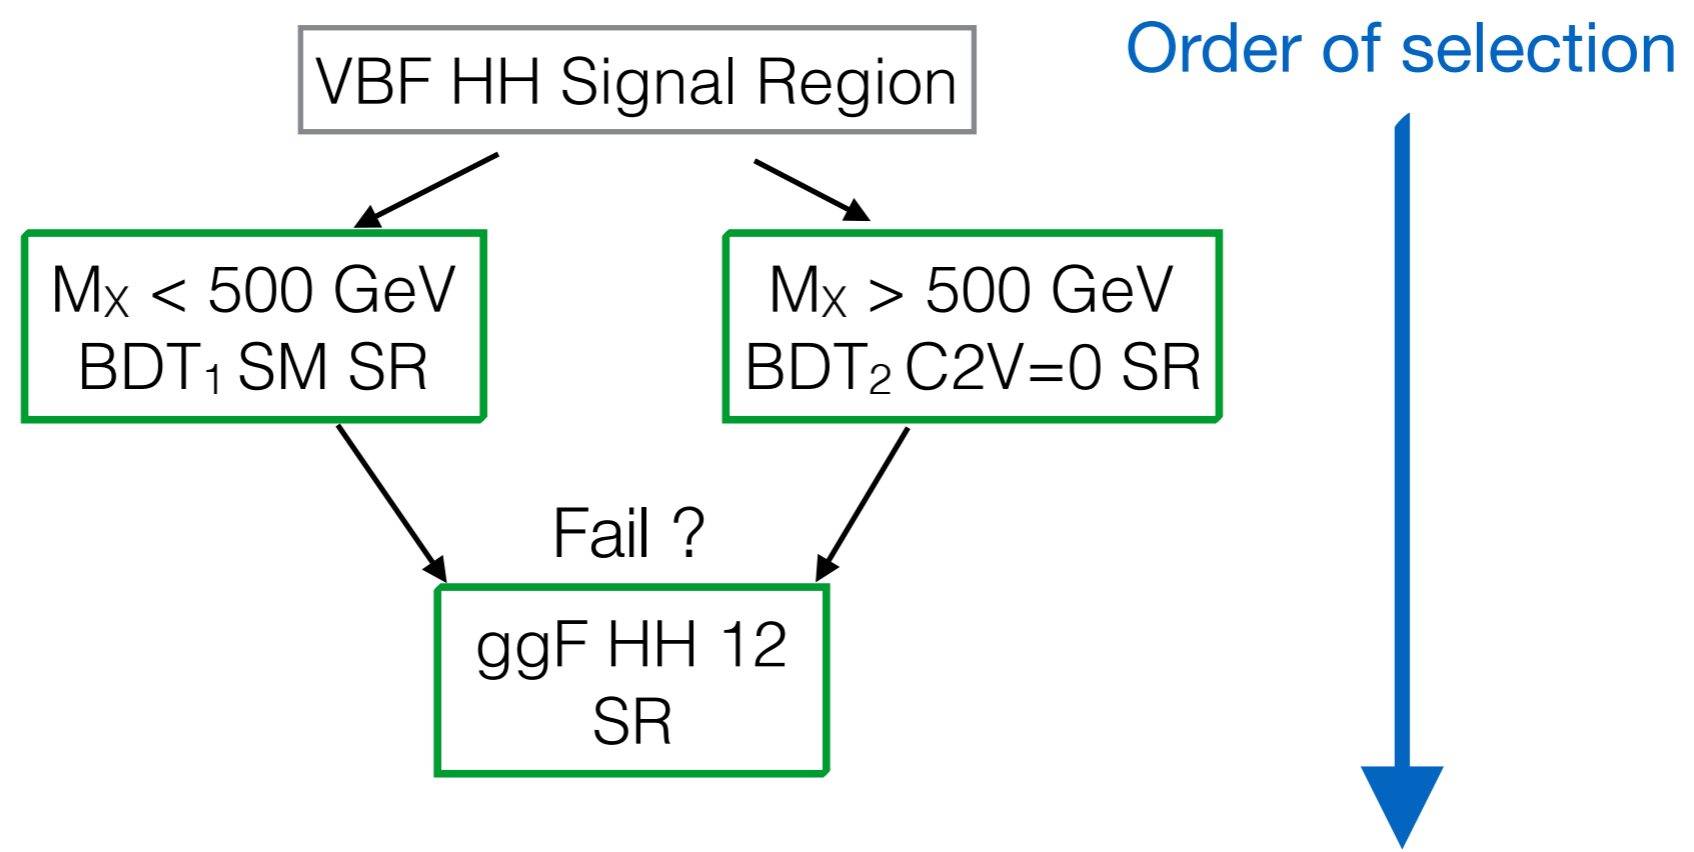 VBF HH Signal Region
Order of selection
Mₓ < 500 GeV
BDT₁ SM SR
Mₓ > 500 GeV
BDT₂ C2V=0 SR
Fail ?
ggF HH 12
SR